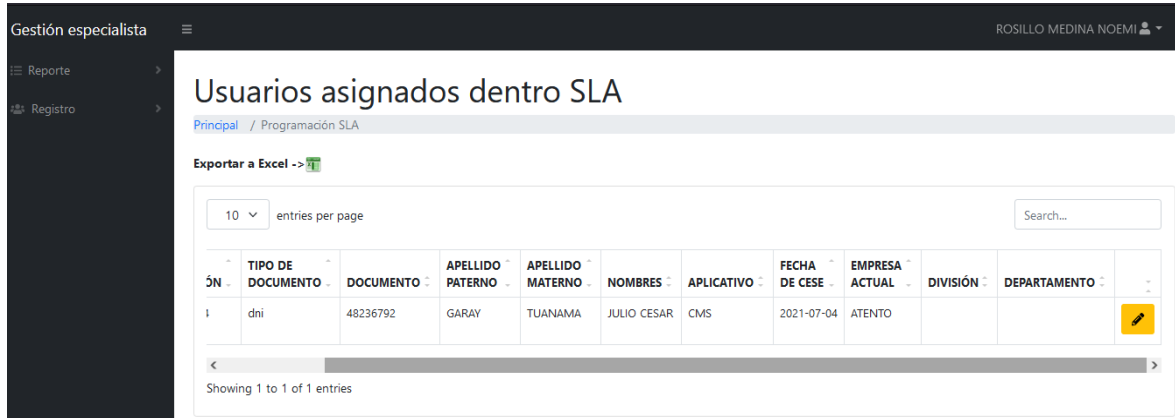 Gestión especialista
ROSILLO MEDINA NOEMI
Reporte
Registro
Usuarios asignados dentro SLA
Principal / Programación SLA
Exportar a Excel ->
10 entries per page
Search...
ÓN TIPO DE DOCUMENTO DOCUMENTO APELLIDO PATERNO APELLIDO MATERNO NOMBRES APLICATIVO FECHA DE CESE EMPRESA ACTUAL DIVISIÓN DEPARTAMENTO
dni 48236792 GARAY TUANAMA JULIO CESAR CMS 2021-07-04 ATENTO
Showing 1 to 1 of 1 entries